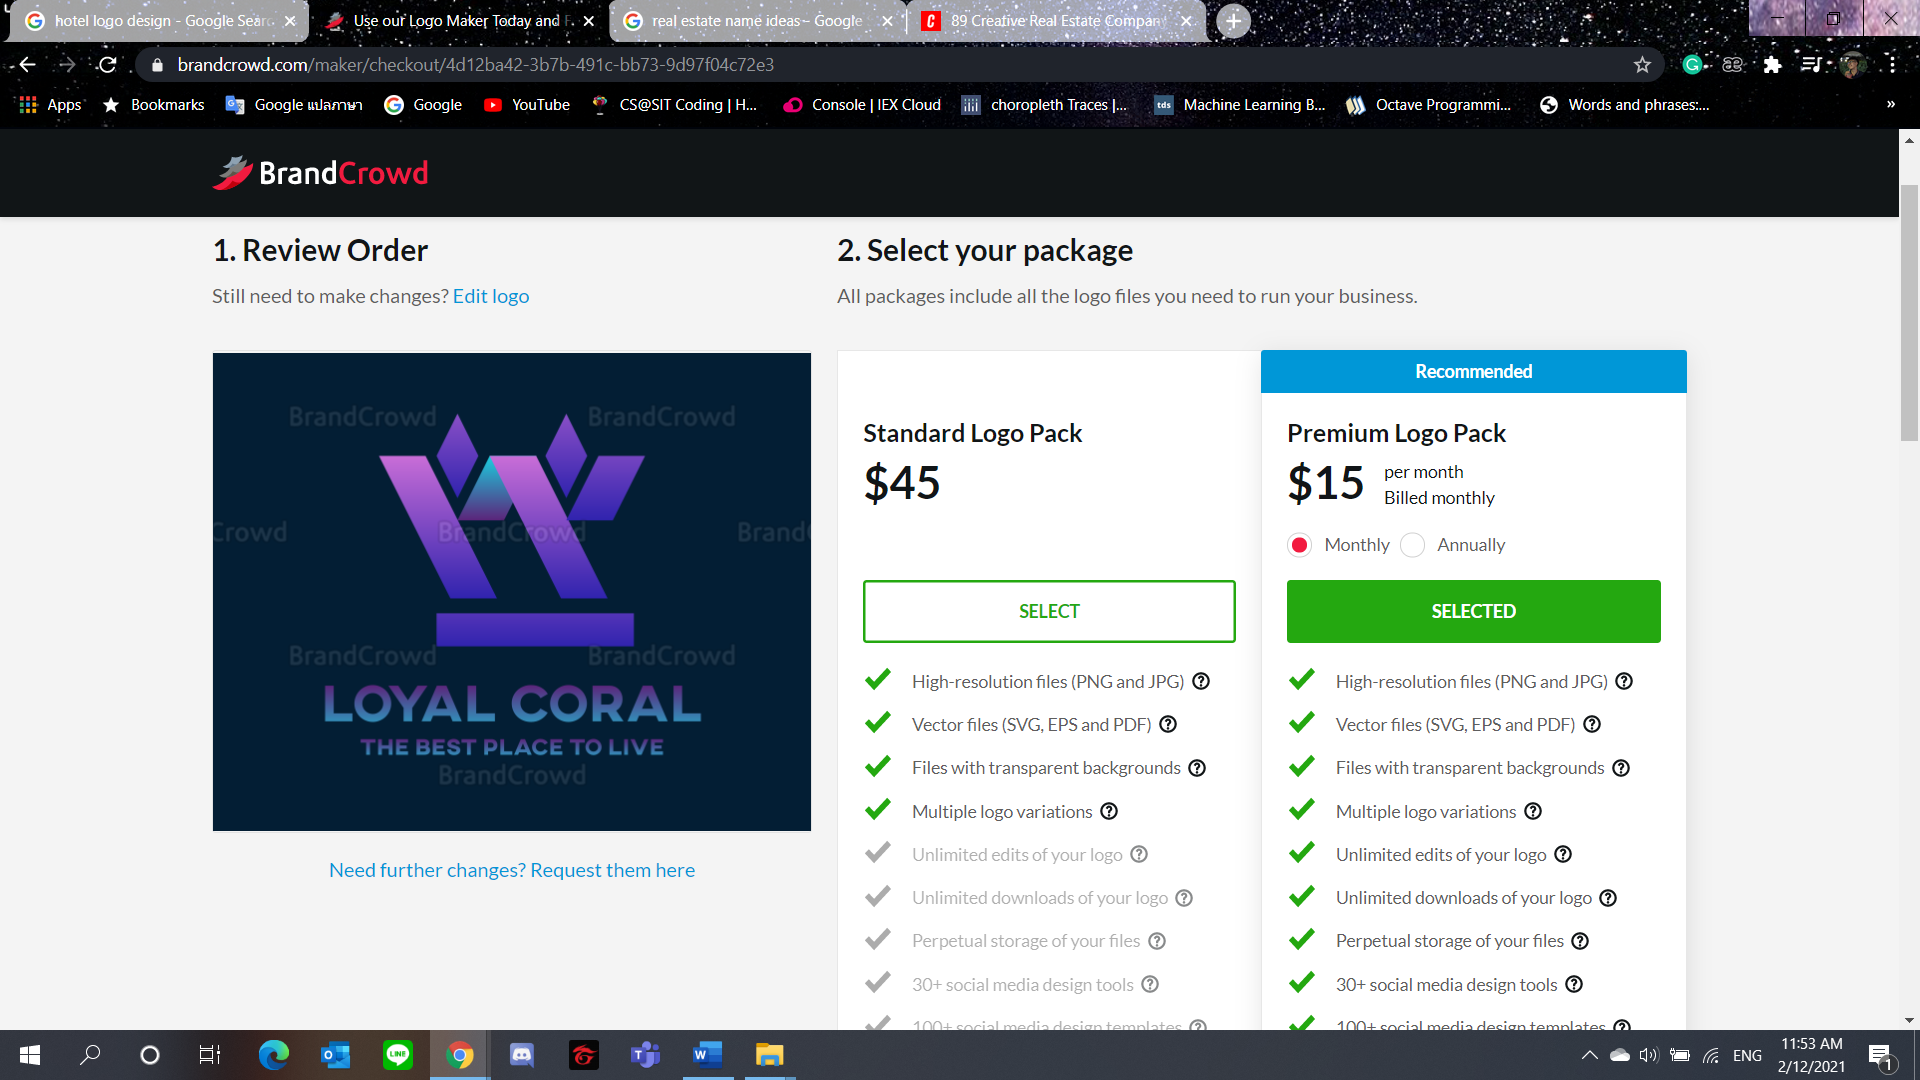 hotel logo design - Google Searc
Use our Logo Maker Today and F
real estate name ideas - Google
89 Creative Real Estate Company
brandcrowd.com/maker/checkout/4d12ba42-3b7b-491c-bb73-9d97f04c72e3
Apps
Bookmarks
Google แปลภาษา
Google
YouTube
CS@SIT Coding | H...
Console | IEX Cloud
choropleth Traces |...
tds
Machine Learning B...
Octave Programmi...
Words and phrases:...
»
BrandCrowd
1. Review Order
Still need to make changes? Edit logo
BrandCrowd BrandCrowd
Crowd BrandCrowd Brand
BrandCrowd BrandCrowd
LOYAL CORAL
THE BEST PLACE TO LIVE
BrandCrowd
Need further changes? Request them here
2. Select your package
All packages include all the logo files you need to run your business.
Standard Logo Pack
$45
SELECT
High-resolution files (PNG and JPG)
Vector files (SVG, EPS and PDF)
Files with transparent backgrounds
Multiple logo variations
Unlimited edits of your logo
Unlimited downloads of your logo
Perpetual storage of your files
30+ social media design tools
100+ social media design templates
Recommended
Premium Logo Pack
$15 per month
Billed monthly
Monthly Annually
SELECTED
High-resolution files (PNG and JPG)
Vector files (SVG, EPS and PDF)
Files with transparent backgrounds
Multiple logo variations
Unlimited edits of your logo
Unlimited downloads of your logo
Perpetual storage of your files
30+ social media design tools
100+ social media design templates
LINE
ENG
11:53 AM
2/12/2021
1